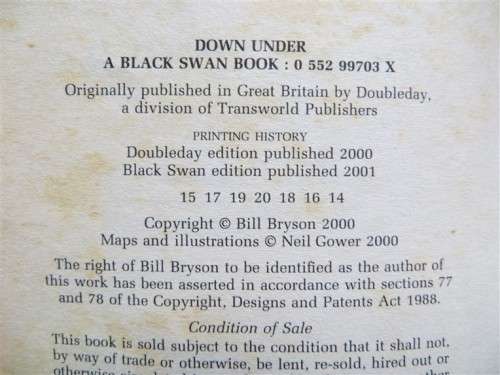 DOWN UNDER
A BLACK SWAN BOOK : 0 552 99703 X
Originally published in Great Britain by Doubleday,
a division of Transworld Publishers
PRINTING HISTORY
Doubleday edition published 2000
Black Swan edition published 2001
15 17 19 20 18 16 14
Copyright © Bill Bryson 2000
Maps and illustrations © Neil Gower 2000
The right of Bill Bryson to be identified as the author of
this work has been asserted in accordance with sections 77
and 78 of the Copyright, Designs and Patents Act 1988.
Condition of Sale
This book is sold subject to the condition that it shall not,
by way of trade or otherwise, be lent, re-sold, hired out or
otherwise